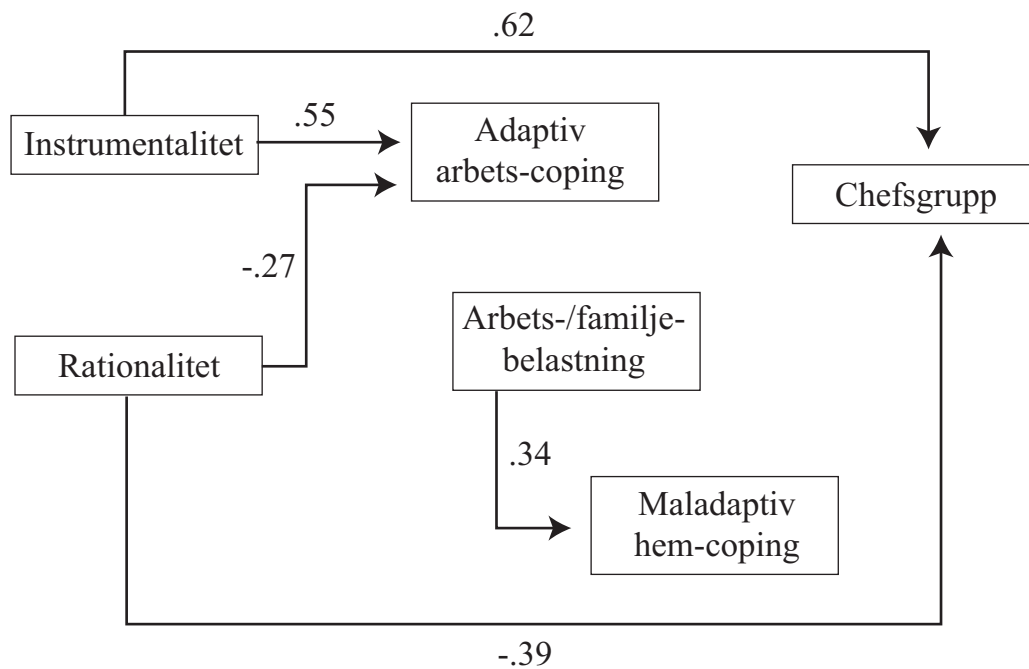 .62
Instrumentalitet
.55
Adaptiv
arbets-coping
Chefsgrupp
-.27
Arbets-/familje-
belastning
Rationalitet
.34
Maladaptiv
hem-coping
-.39